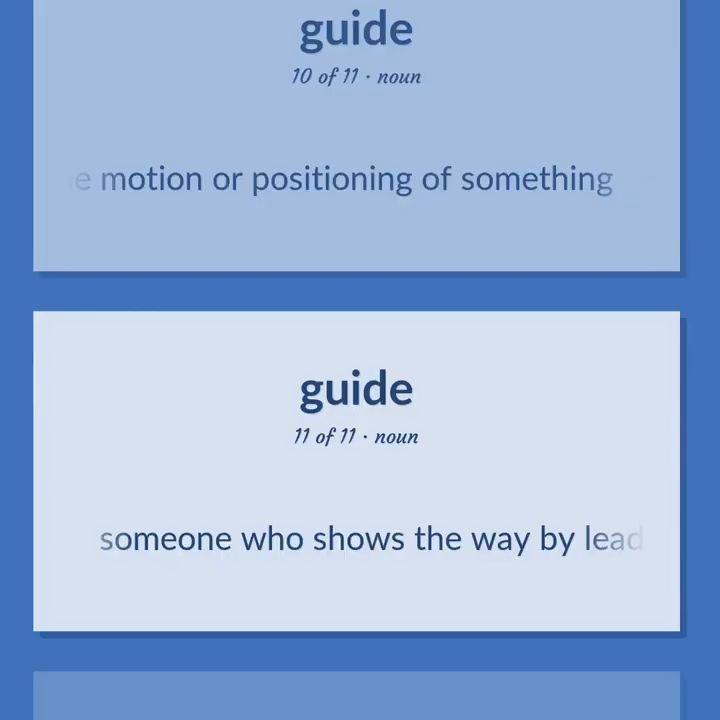 guide
10 of 11 · noun
motion or positioning of something
guide
11 of 11 · noun
someone who shows the way by lead